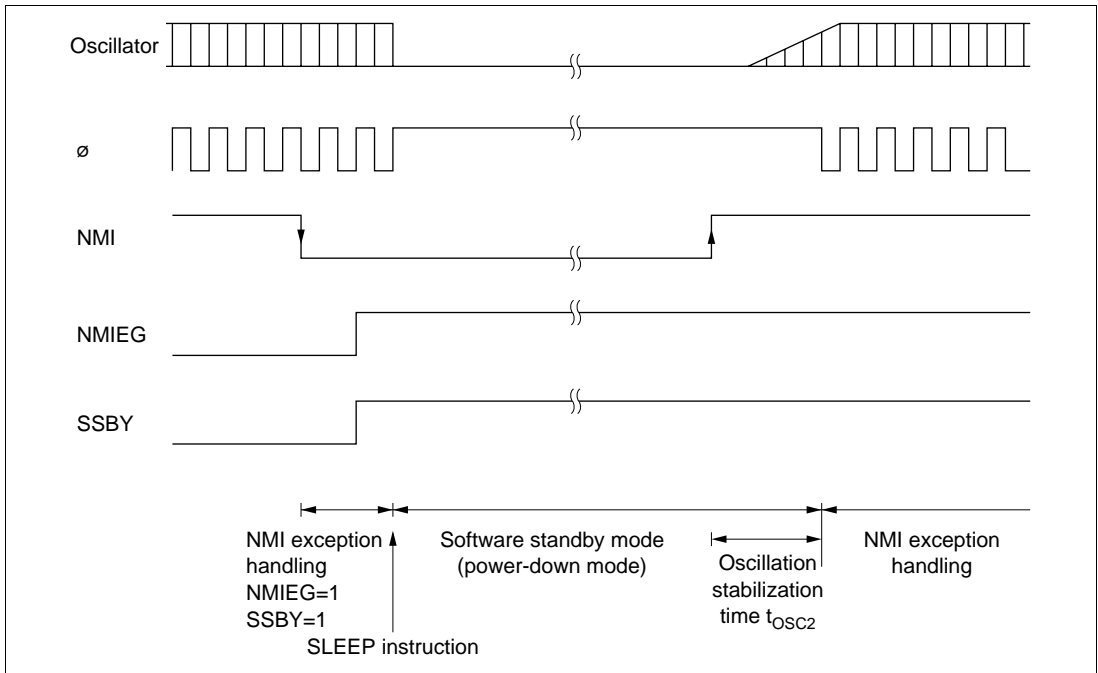 Oscillator
ø
NMI
NMIEG
SSBY
NMI exception
handling
NMIEG=1
SSBY=1
SLEEP instruction
Software standby mode
(power-down mode)
Oscillation
stabilization
time tOSC2
NMI exception
handling